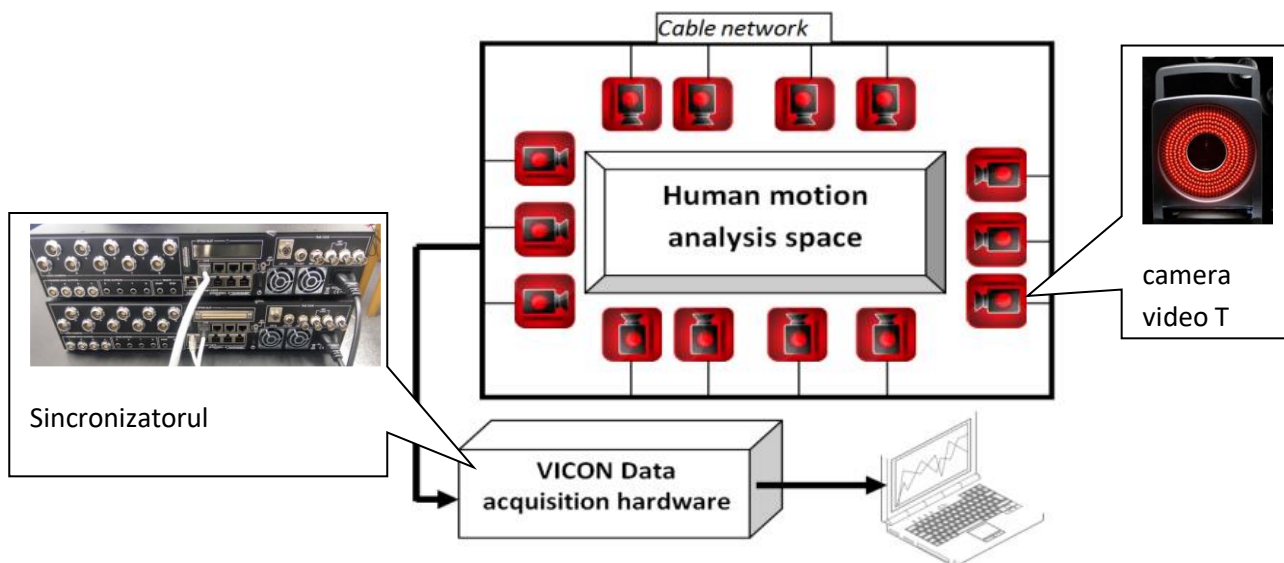 Cable network
Human motion
analysis space
camera
video T
Sincronizatorul
VICON Data
acquisition hardware